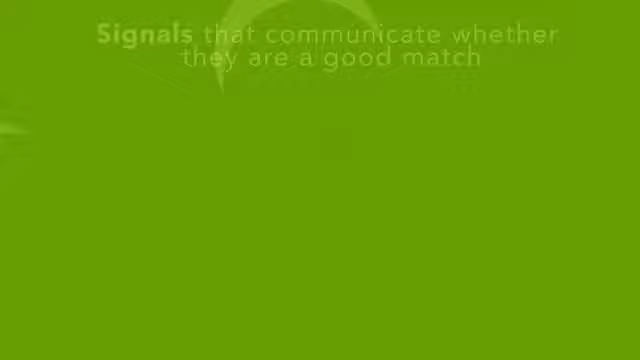 Signals that communicate whether
they are a good match